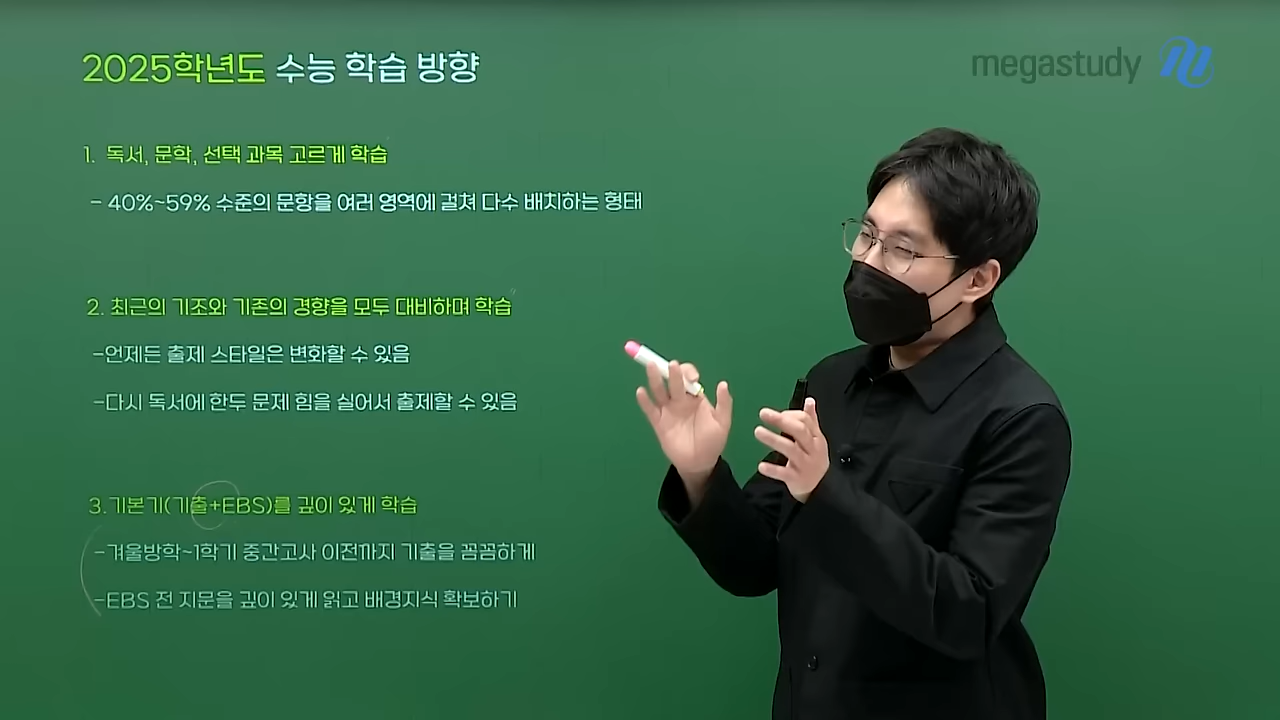 2025학년도 수능 학습 방향
megastudy
1. 독서, 문학, 선택 과목 고르게 학습
- 40%~59% 수준의 문항을 여러 영역에 걸쳐 다수 배치하는 형태
2. 최근의 기조와 기존의 경향을 모두 대비하며 학습
-언제든 출제 스타일은 변화할 수 있음
-다시 독서에 한두 문제 힘을 실어서 출제할 수 있음
3.기본기(기출+EBS)를 깊이 있게 학습
-겨울방학~1학기 중간고사 이전까지 기출을 꼼꼼하게
-EBS 전 지문을 깊이 있게 읽고 배경지식 확보하기